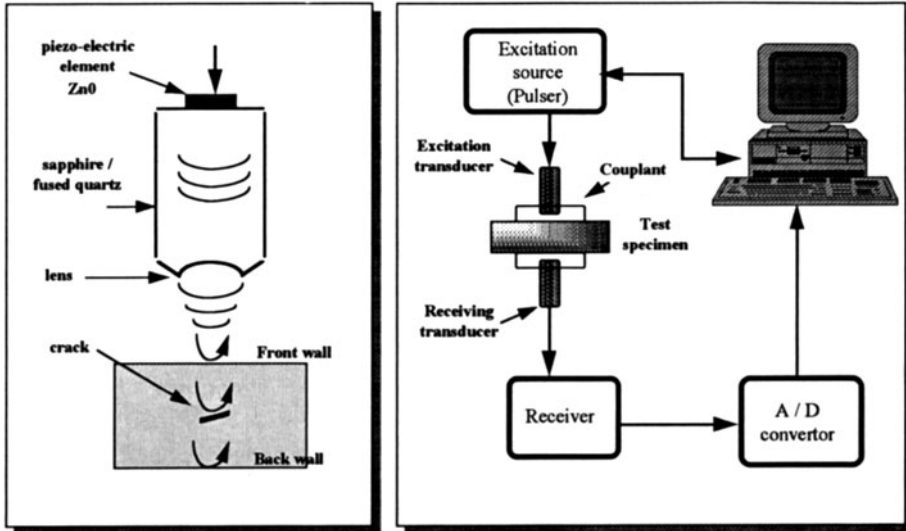 piezo-electric
element
Zn0
sapphire /
fused quartz
lens
crack
Front wall
Back wall
Excitation
source
(Pulser)
Excitation
transducer
Couplant
Test
specimen
Receiving
transducer
Receiver
A / D
convertor